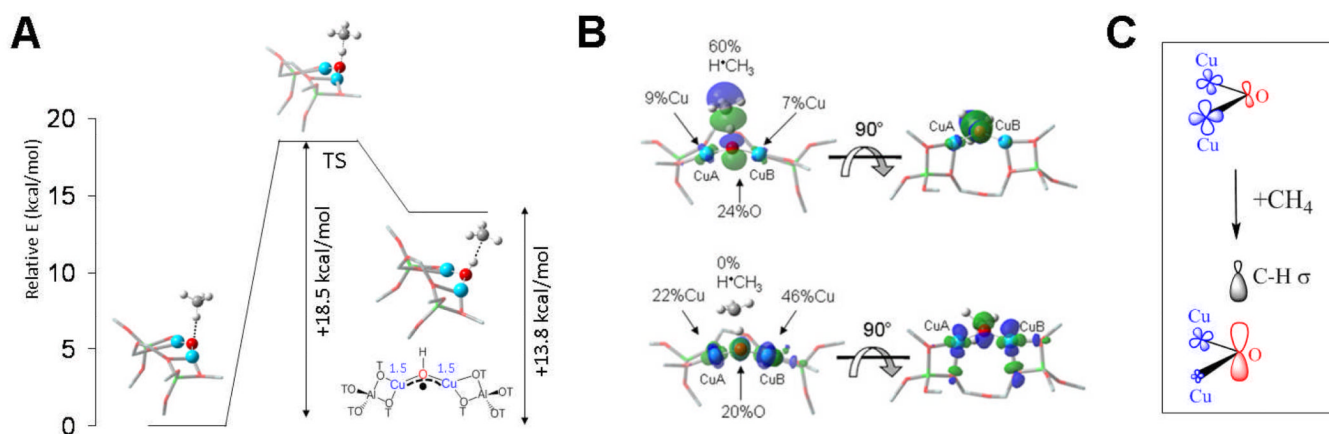 A
20
15
10
5
0
Relative E (kcal/mol)
TS
+18.5 kcal/mol
+13.8 kcal/mol
H
T 1.5 O 1.5
TO O Cu Cu OT
Al Al
TO O O OT
TO T T OT
B
60%
H•CH3
9%Cu
7%Cu
CuA
CuB
24%O
90°
CuA
CuB
0%
H•CH3
22%Cu
46%Cu
CuA
CuB
20%O
90°
CuA
CuB
C
Cu
O
Cu
+CH4
C-H σ
Cu
O
Cu